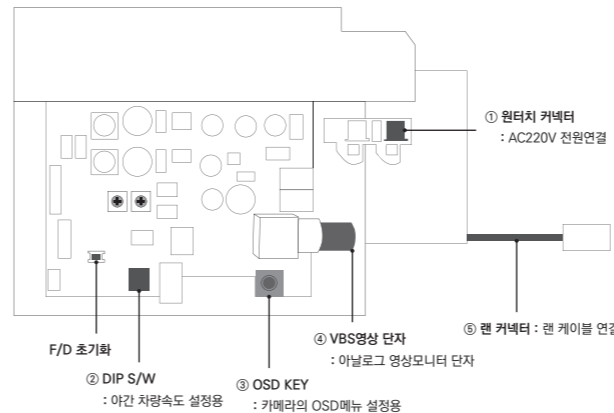 ① 원터치 커넥터
: AC220V 전원연결
⑤ 랜 커넥터 : 랜 케이블 연결
④ VBS영상 단자
: 아날로그 영상모니터 단자
F/D 초기화
② DIP S/W
: 야간 차량속도 설정용
③ OSD KEY
: 카메라의 OSD메뉴 설정용